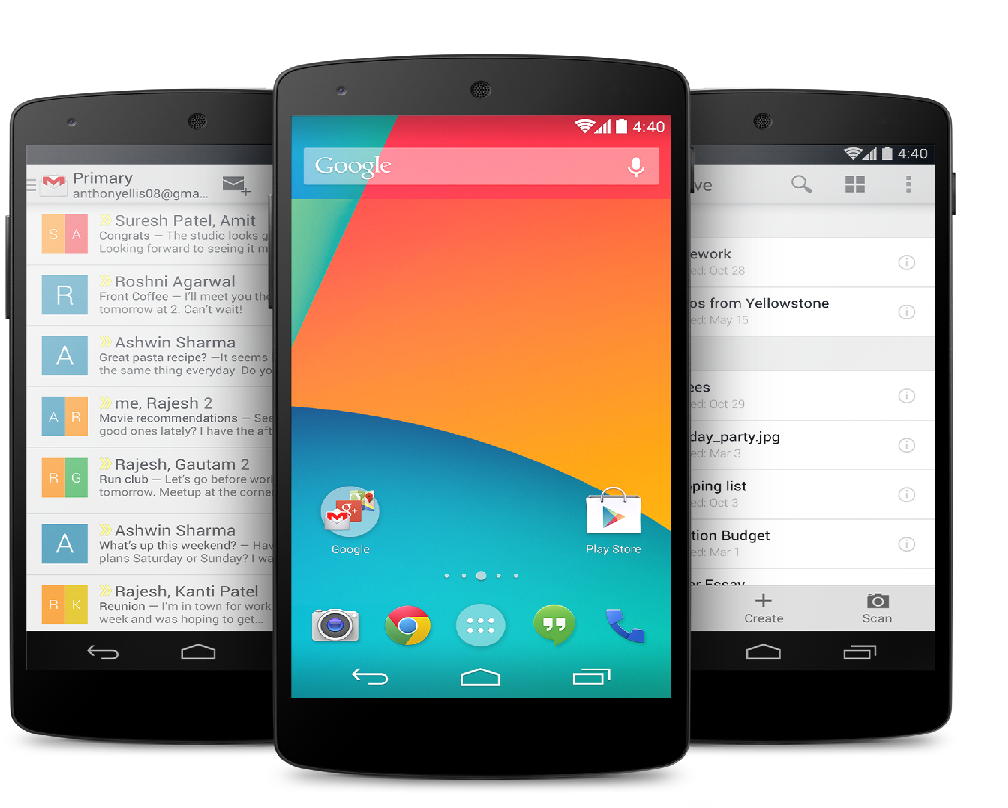 Primary
anthonyellis08@gma...
S A
Suresh Patel, Amit
Congrats — The studio looks g
Looking forward to seeing it m
R
Roshni Agarwal
Front Coffee — I'll meet you the
tomorrow at 2. Can't wait!
A
Ashwin Sharma
Great pasta recipe? —It seems
the same thing everyday. Do yo
A R
me, Rajesh 2
Movie recommendations — See
good ones lately? I have the aft
R G
Rajesh, Gautam 2
Run club — Let's go before wor
tomorrow. Meetup at the corne
A
Ashwin Sharma
What's up this weekend? — Hav
plans Saturday or Sunday? I wa
R K
Rajesh, Kanti Patel
Reunion — I'm in town for work
week and was hoping to get...
4:40
Google
Google
Play Store
4:40
ve
ework
ed: Oct 28
os from Yellowstone
ed: May 15
ees
ed: Oct 29
day_party.jpg
ed: Mar 3
ping list
ed: Oct 3
tion Budget
ed: Mar 1
er Essay
Create
Scan